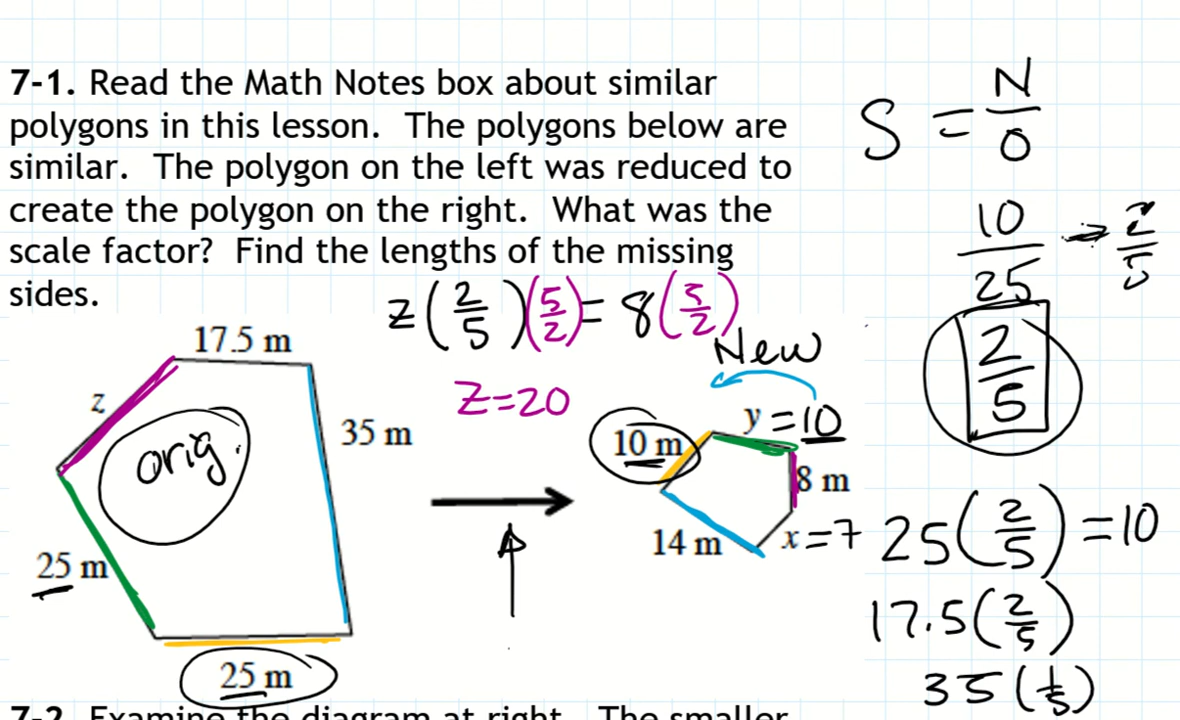 7-1. Read the Math Notes box about similar
polygons in this lesson. The polygons below are
similar. The polygon on the left was reduced to
create the polygon on the right. What was the
scale factor? Find the lengths of the missing
sides.
S = N/O
10/25 → 2/5
2/5
z(2/5)(5/2) = 8(5/2)
z=20
New
17.5 m
z
orig.
35 m
25 m
25 m
10 m
y = 10
8 m
14 m
x = 7
25(2/5) = 10
17.5(2/5)
35(1/5)
7-2. Examine the diagram at right. The smaller